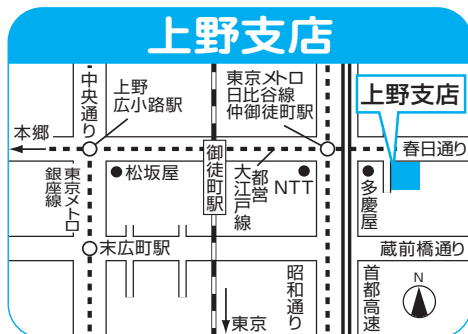 上野支店
中央通り
上野
広小路駅
東京メトロ
日比谷線
仲御徒町駅
上野支店
本郷
春日通り
東京メトロ
銀座線
松坂屋
御徒町駅
都営
大江戸線
NTT
多慶屋
末広町駅
蔵前橋通り
東京
昭和通り
首都高速
N